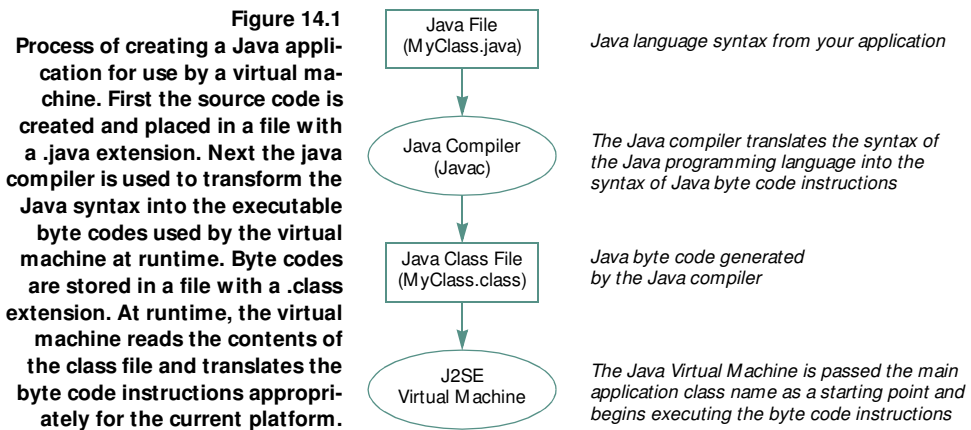 Figure 14.1
Process of creating a Java appli-
cation for use by a virtual ma-
chine. First the source code is
created and placed in a file with
a .java extension. Next the java
compiler is used to transform the
Java syntax into the executable
byte codes used by the virtual
machine at runtime. Byte codes
are stored in a file with a .class
extension. At runtime, the virtual
machine reads the contents of
the class file and translates the
byte code instructions appropri-
ately for the current platform.
Java File
(MyClass.java)
Java language syntax from your application
Java Compiler
(Javac)
The Java compiler translates the syntax of
the Java programming language into the
syntax of Java byte code instructions
Java Class File
(MyClass.class)
Java byte code generated
by the Java compiler
J2SE
Virtual Machine
The Java Virtual Machine is passed the main
application class name as a starting point and
begins executing the byte code instructions